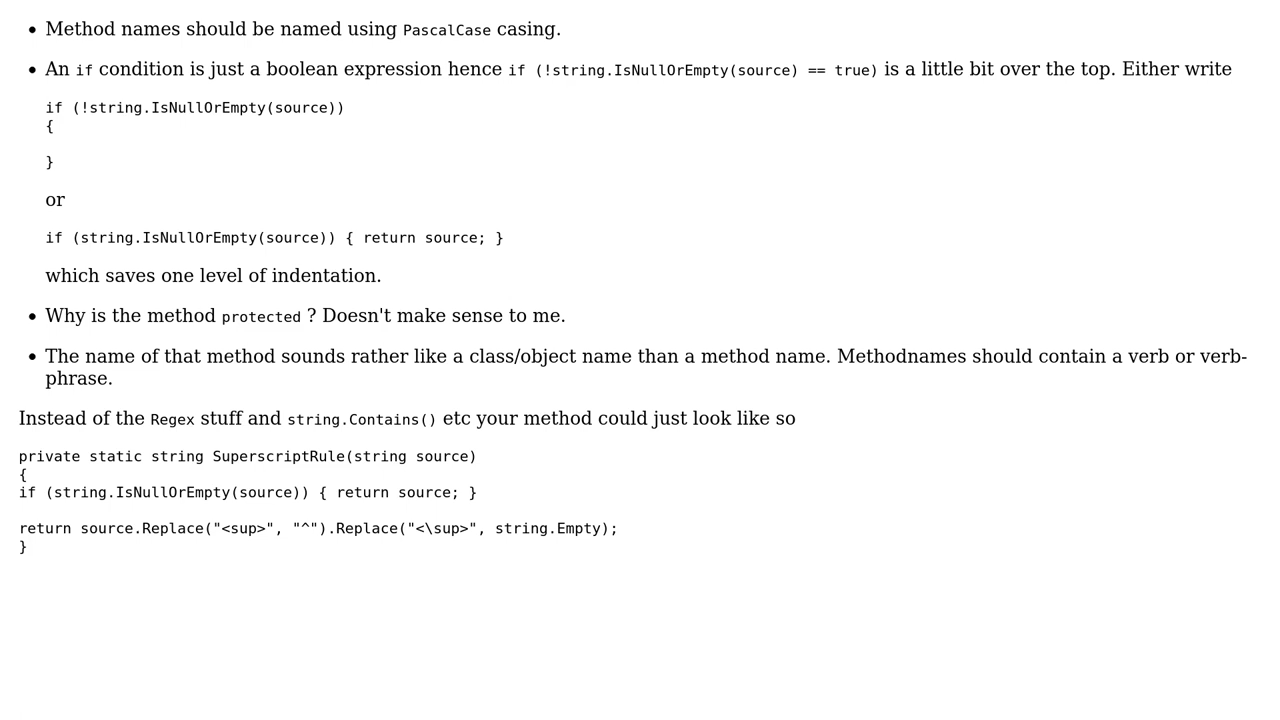 • Method names should be named using PascalCase casing.
• An if condition is just a boolean expression hence if (!string.IsNullOrEmpty(source) == true) is a little bit over the top. Either write
if (!string.IsNullOrEmpty(source))
{
}
or
if (string.IsNullOrEmpty(source)) { return source; }
which saves one level of indentation.
• Why is the method protected ? Doesn't make sense to me.
• The name of that method sounds rather like a class/object name than a method name. Methodnames should contain a verb or verb-
phrase.
Instead of the Regex stuff and string.Contains() etc your method could just look like so
private static string SuperscriptRule(string source)
{
if (string.IsNullOrEmpty(source)) { return source; }
return source.Replace("<sup>", "^").Replace("<\sup>", string.Empty);
}